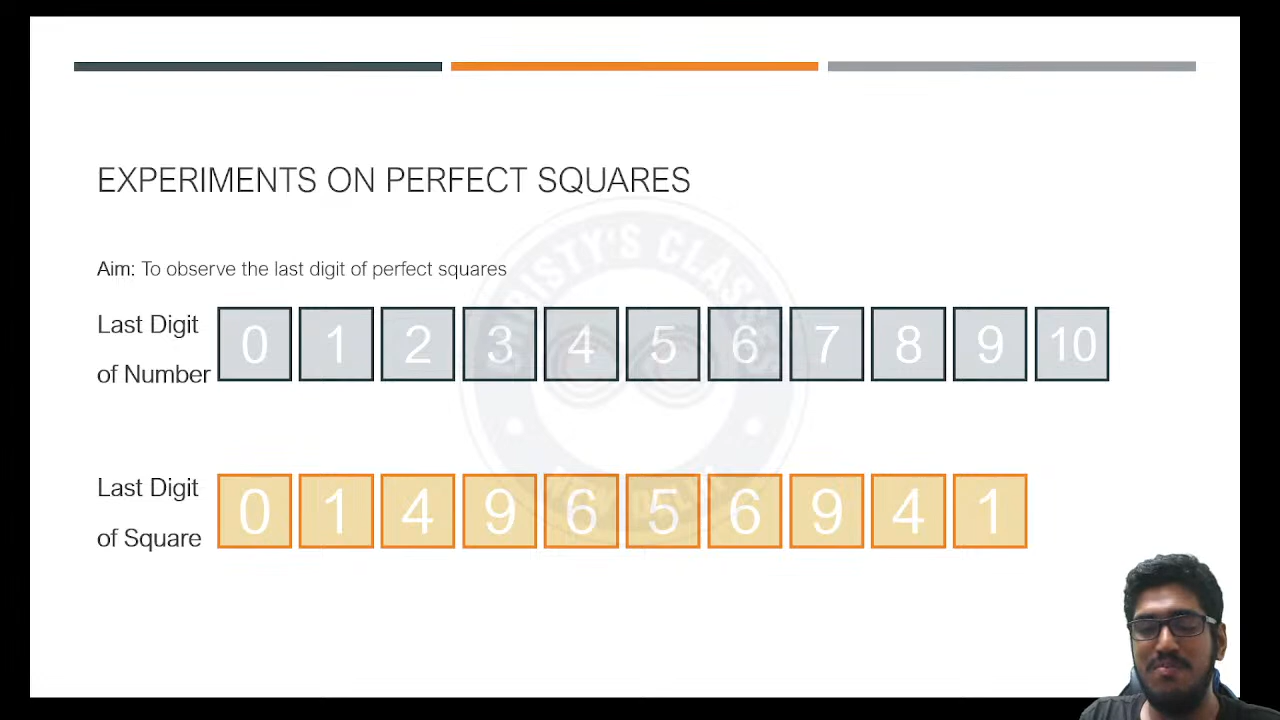 EXPERIMENTS ON PERFECT SQUARES
CHRISTY'S CLASSES
Aim: To observe the last digit of perfect squares
Last Digit
of Number
0 1 2 3 4 5 6 7 8 9 10
Last Digit
of Square
0 1 4 9 6 5 6 9 4 1